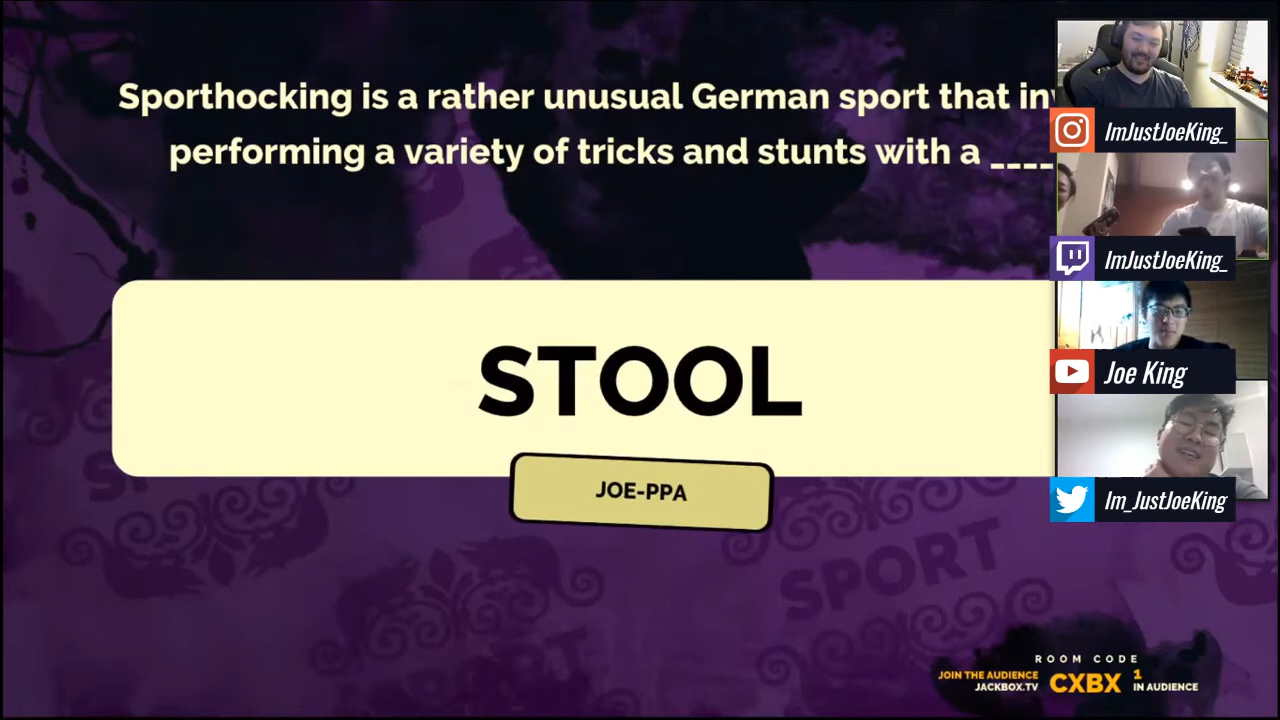 Sporthocking is a rather unusual German sport that
performing a variety of tricks and stunts with a ____
STOOL
JOE-PPA
ImJustJoeKing_
ImJustJoeKing_
Joe King
Im_JustJoeKing
SPORT
ROOM CODE
JOIN THE AUDIENCE
JACKBOX.TV
CXBX
1
IN AUDIENCE